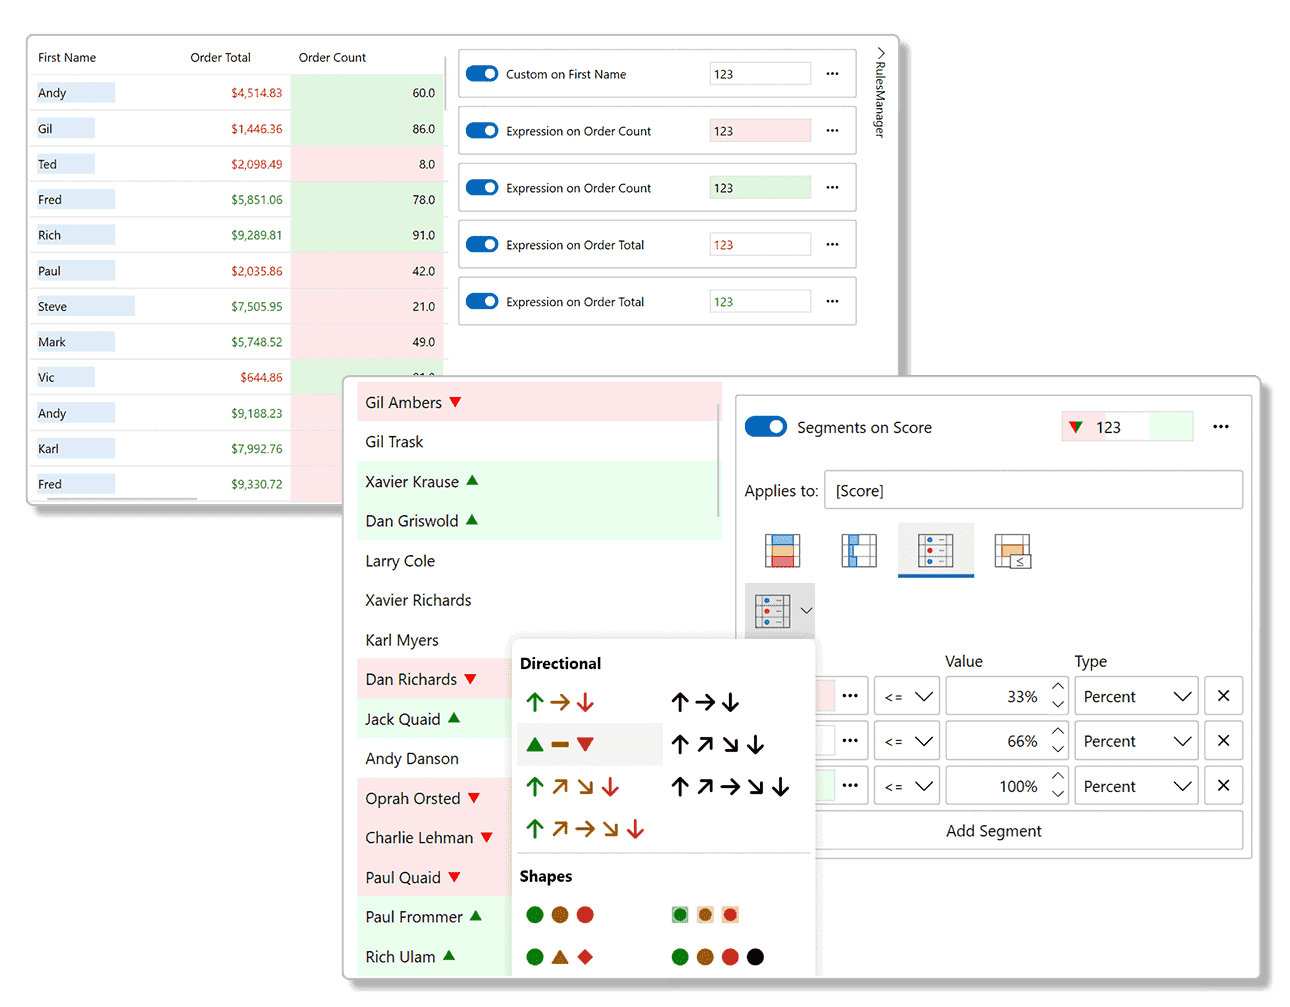 First Name Order Total Order Count
Andy $4,514.83 60.0
Gil $1,446.36 86.0
Ted $2,098.49 8.0
Fred $5,851.06 78.0
Rich $9,289.81 91.0
Paul $2,035.86 42.0
Steve $7,505.95 21.0
Mark $5,748.52 49.0
Vic $644.86
Andy $9,188.23
Karl $7,992.76
Fred $9,330.72
Custom on First Name 123
Expression on Order Count 123
Expression on Order Count 123
Expression on Order Total 123
Expression on Order Total 123
RulesManager
Gil Ambers
Gil Trask
Xavier Krause
Dan Griswold
Larry Cole
Xavier Richards
Karl Myers
Dan Richards
Jack Quaid
Andy Danson
Oprah Orsted
Charlie Lehman
Paul Quaid
Paul Frommer
Rich Ulam
Segments on Score 123
Applies to: [Score]
Value Type
<= 33% Percent
<= 66% Percent
<= 100% Percent
Add Segment
Directional
Shapes